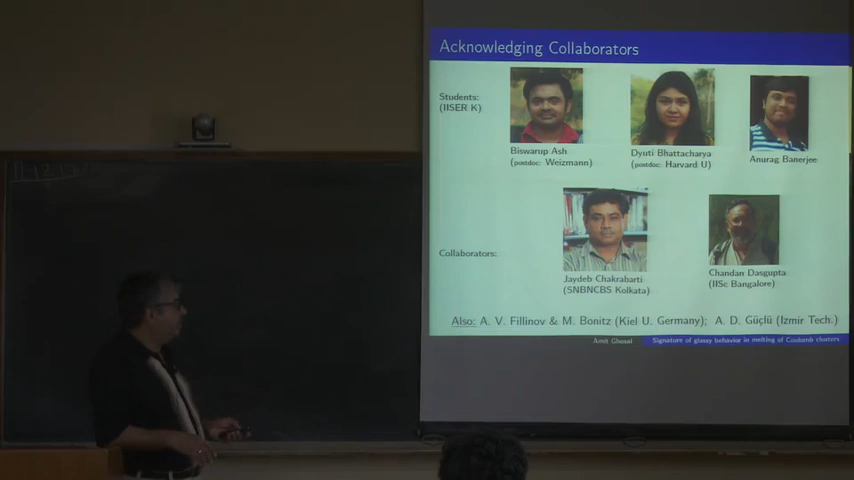 Acknowledging Collaborators
Students:
(IISER K)
Biswarup Ash
(postdoc: Weizmann)
Dyuti Bhattacharya
(postdoc: Harvard U)
Anurag Banerjee
Collaborators:
Jaydeb Chakrabarti
(SNBNCBS Kolkata)
Chandan Dasgupta
(IISc Bangalore)
Also: A. V. Fillinov & M. Bonitz (Kiel U. Germany); A. D. Güçlü (Izmir Tech.)
Amit Ghosal Signature of glassy behavior in melting of Coulomb clusters